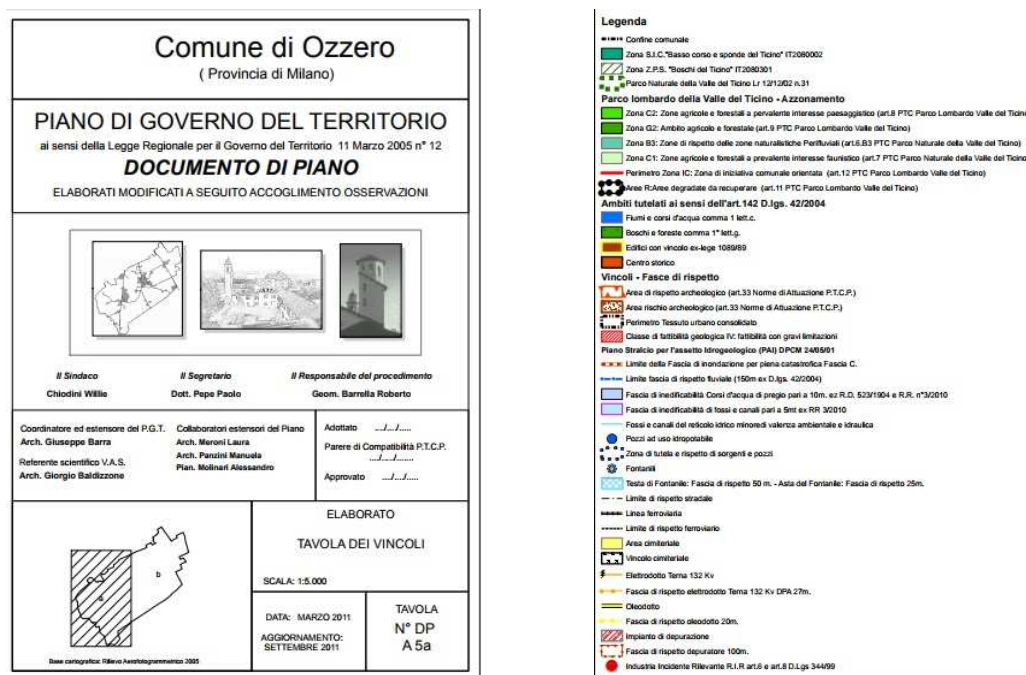 Comune di Ozzero
( Provincia di Milano)
PIANO DI GOVERNO DEL TERRITORIO
ai sensi della Legge Regionale per il Governo del Territorio 11 Marzo 2005 n° 12
DOCUMENTO DI PIANO
ELABORATI MODIFICATI A SEGUITO ACCOGLIMENTO OSSERVAZIONI
Il Sindaco
Chiodini Willie
Il Segretario
Dott. Pepe Paolo
Il Responsabile del procedimento
Geom. Barrella Roberto
Coordinatore ed estensore del P.G.T.
Arch. Giuseppe Barra
Referente scientifico V.A.S.
Arch. Giorgio Baldizzone
Collaboratori estensori del Piano
Arch. Meroni Laura
Arch. Panzini Manuela
Pian. Molinari Alessandro
Adottato ..../..../.....
Parere di Compatibilità P.T.C.P.
..../...../.......
Approvato ..../..../.....
a
b
Base cartografica: Rilievo Aerofotogrammetrico 2005
ELABORATO
TAVOLA DEI VINCOLI
SCALA: 1:5.000
DATA: MARZO 2011
AGGIORNAMENTO:
SETTEMBRE 2011
TAVOLA
N° DP
A 5a
Legenda
Confine comunale
Zona S.I.C."Basso corso e sponde del Ticino" IT2080002
Zona Z.P.S. "Boschi del Ticino" IT2080301
Parco Naturale della Valle del Ticino Lr 12/12/02 n.31
Parco lombardo della Valle del Ticino - Azzonamento
Zona C2: Zone agricole e forestali a pervalente interesse paesaggistico (art.8 PTC Parco Lombardo Valle del Ticino
Zona G2: Ambito agricolo e forestale (art.9 PTC Parco Lombardo Valle del Ticino)
Zona B3: Zone di rispetto delle zone naturalistiche Perifluviali (art.6.B3 PTC Parco Naturale della Valle del Ticino)
Zona C1: Zone agricole e forestali a prevalente interesse faunistico (art.7 PTC Parco Naturale della Valle del Ticino
Perimetro Zona IC: Zona di iniziativa comunale orientata (art.12 PTC Parco Lombardo Valle del Ticino)
Aree R:Aree degradate da recuperare (art.11 PTC Parco Lombardo Valle del Ticino)
Ambiti tutelati ai sensi dell'art.142 D.lgs. 42/2004
Fiumi e corsi d'acqua comma 1 lett.c.
Boschi e foreste comma 1° lett.g.
Edifici con vincolo ex-lege 1089/89
Centro storico
Vincoli - Fasce di rispetto
Area di rispetto archeologico (art.33 Norme di Attuazione P.T.C.P.)
Area rischio archeologico (art.33 Norme di Attuazione P.T.C.P.)
Perimetro Tessuto urbano consolidato
Classe di fattibilità geologica IV: fattibilità con gravi limitazioni
Piano Stralcio per l'assetto Idrogeologico (PAI) DPCM 24/05/01
Limite della Fascia di inondazione per piena catastrofica Fascia C.
Limite fascia di rispetto fluviale (150m ex D.lgs. 42/2004)
Fascia di inedificabilità Corsi d'acqua di pregio pari a 10m. ez R.D. 523/1904 e R.R. n°3/2010
Fascia di inedificabilità di fossi e canali pari a 5mt ex RR 3/2010
Fossi e canali del reticolo idrico minoredi valenza ambientale e idraulica
Pozzi ad uso idropotabile
Zona di tutela e rispetto di sorgenti e pozzi
Fontanili
Testa di Fontanile: Fascia di rispetto 50 m. - Asta del Fontanile: Fascia di rispetto 25m.
Limite di rispetto stradale
Linea ferroviaria
Limite di rispetto ferroviario
Area cimiteriale
Vincolo cimiteriale
Elettrodotto Terna 132 Kv
Fascia di rispetto elettrodotto Terna 132 Kv DPA 27m.
Oleodotto
Fascia di rispetto oleodotto 20m.
Impianto di depurazione
Fascia di rispetto depuratore 100m.
Industria Incidente Rilevante R.I.R art.6 e art.8 D.Lgs 344/99